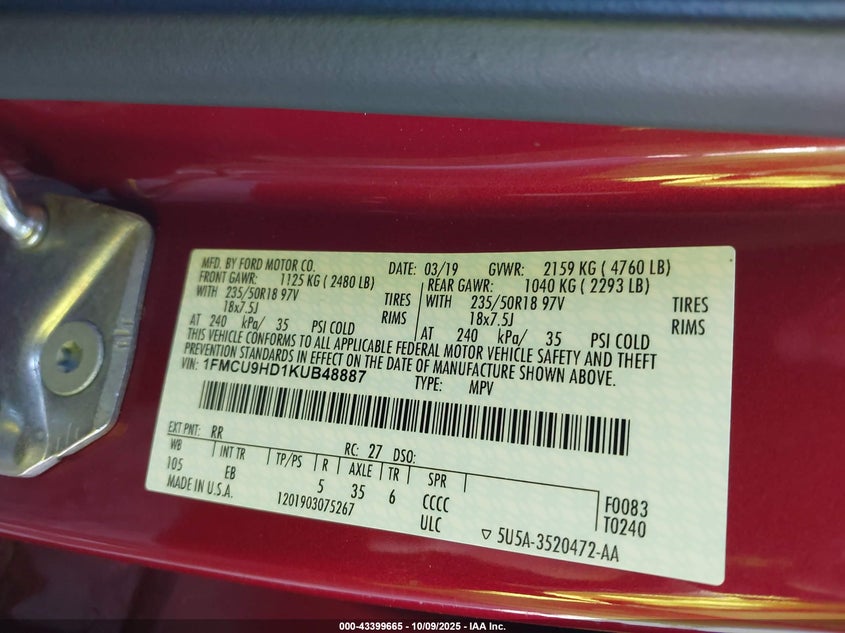 MFD. BY FORD MOTOR CO. DATE: 03/19 GVWR: 2159 KG ( 4760 LB)
FRONT GAWR: 1125 KG ( 2480 LB) REAR GAWR: 1040 KG ( 2293 LB)
WITH 235/50R18 97V TIRES WITH 235/50R18 97V TIRES
18x7.5J RIMS 18x7.5J RIMS
AT 240 kPa/ 35 PSI COLD AT 240 kPa/ 35 PSI COLD
THIS VEHICLE CONFORMS TO ALL APPLICABLE FEDERAL MOTOR VEHICLE SAFETY AND THEFT
PREVENTION STANDARDS IN EFFECT ON THE DATE OF MANUFACTURE SHOWN ABOVE.
VIN: 1FMCU9HD1KUB48887 TYPE: MPV
EXT PNT: RR RC: 27 DSO:
WB INT TR TP/PS R AXLE TR SPR
105 EB 5 35 6 CCCC F0083
MADE IN U.S.A. 1201903075267 ULC T0240
▽ 5U5A-3520472-AA
000-43399665 - 10/09/2025 - IAA Inc.